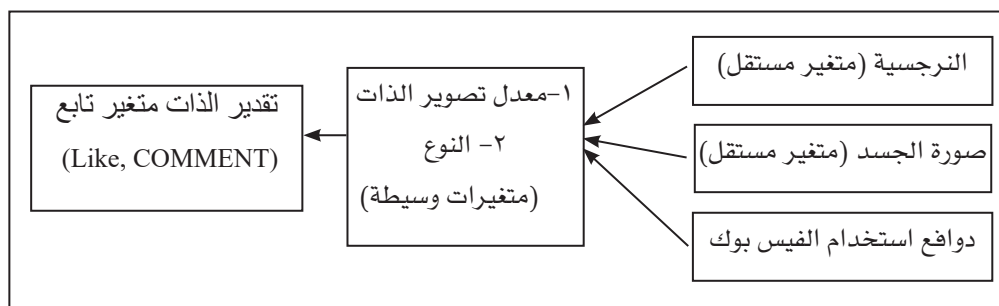 النرجسية (متغير مستقل)
صورة الجسد (متغير مستقل)
دوافع استخدام الفيس بوك
١-معدل تصوير الذات
٢- النوع
(متغيرات وسيطة)
تقدير الذات متغير تابع
(Like, COMMENT)